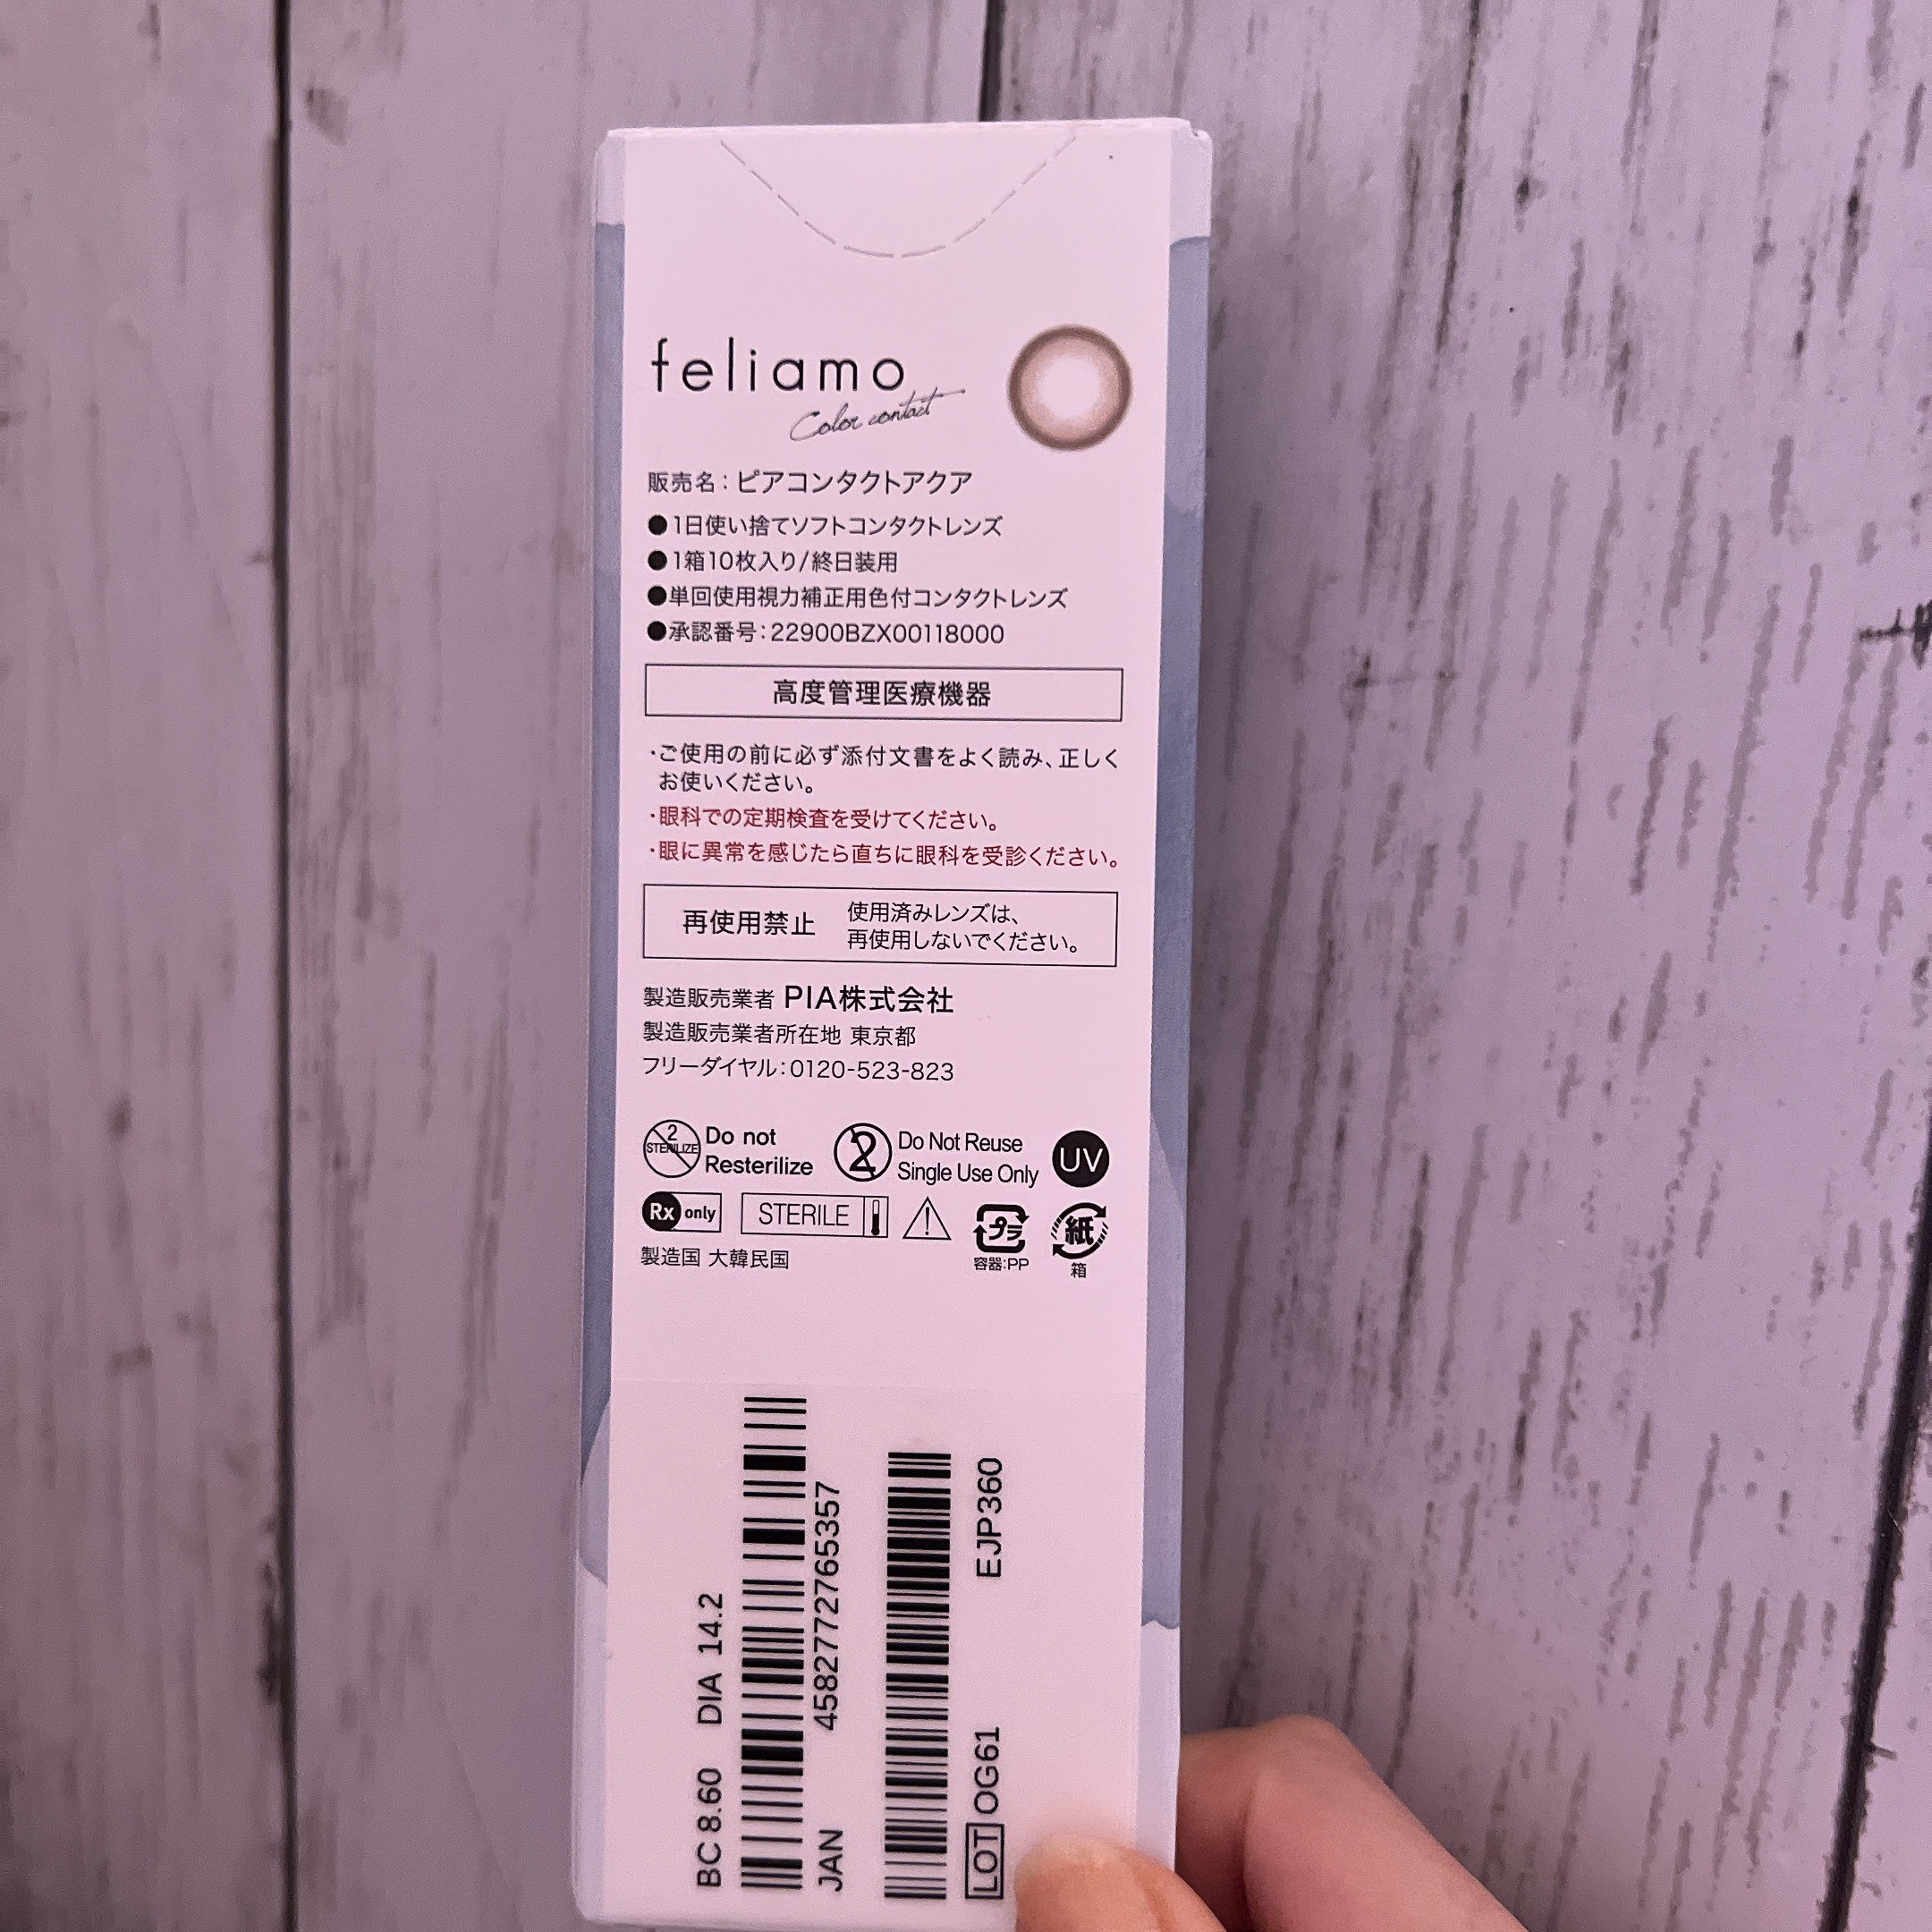 feliamo
Color contact
販売名：ピアコンタクトアクア
●1日使い捨てソフトコンタクトレンズ
●1箱10枚入り/終日装用
●単回使用視力補正用色付コンタクトレンズ
●承認番号：22900BZX00118000
高度管理医療機器
・ご使用の前に必ず添付文書をよく読み、正しく
お使いください。
・眼科での定期検査を受けてください。
・眼に異常を感じたら直ちに眼科を受診ください。
再使用禁止
使用済みレンズは、
再使用しないでください。
製造販売業者 PIA株式会社
製造販売業者所在地 東京都
フリーダイヤル：0120-523-823
2
STERILIZE
Do not
Resterilize
2
Do Not Reuse
Single Use Only
UV
Rx only
STERILE
プラ
容器:PP
紙
箱
製造国 大韓民国
BC 8.60 DIA 14.2
JAN 4582772765357
LOT OG61 EJP360